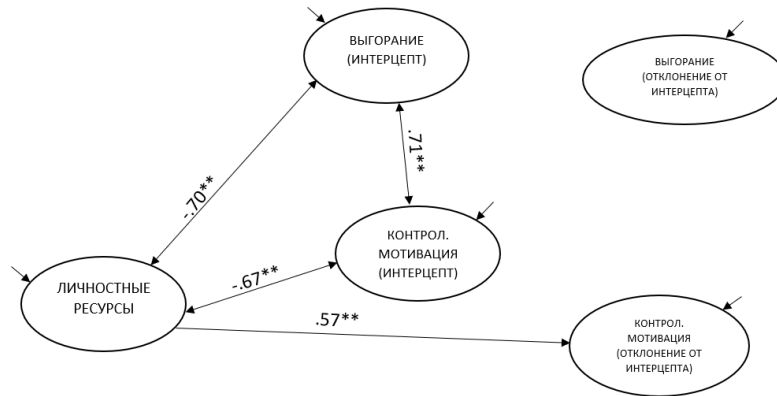 ВЫГОРАНИЕ
(ИНТЕРЦЕПТ)
ВЫГОРАНИЕ
(ОТКЛОНЕНИЕ ОТ
ИНТЕРЦЕПТА)
.71**
-.70**
КОНТРОЛ.
МОТИВАЦИЯ
(ИНТЕРЦЕПТ)
-.67**
ЛИЧНОСТНЫЕ
РЕСУРСЫ
.57**
КОНТРОЛ.
МОТИВАЦИЯ
(ОТКЛОНЕНИЕ ОТ
ИНТЕРЦЕПТА)